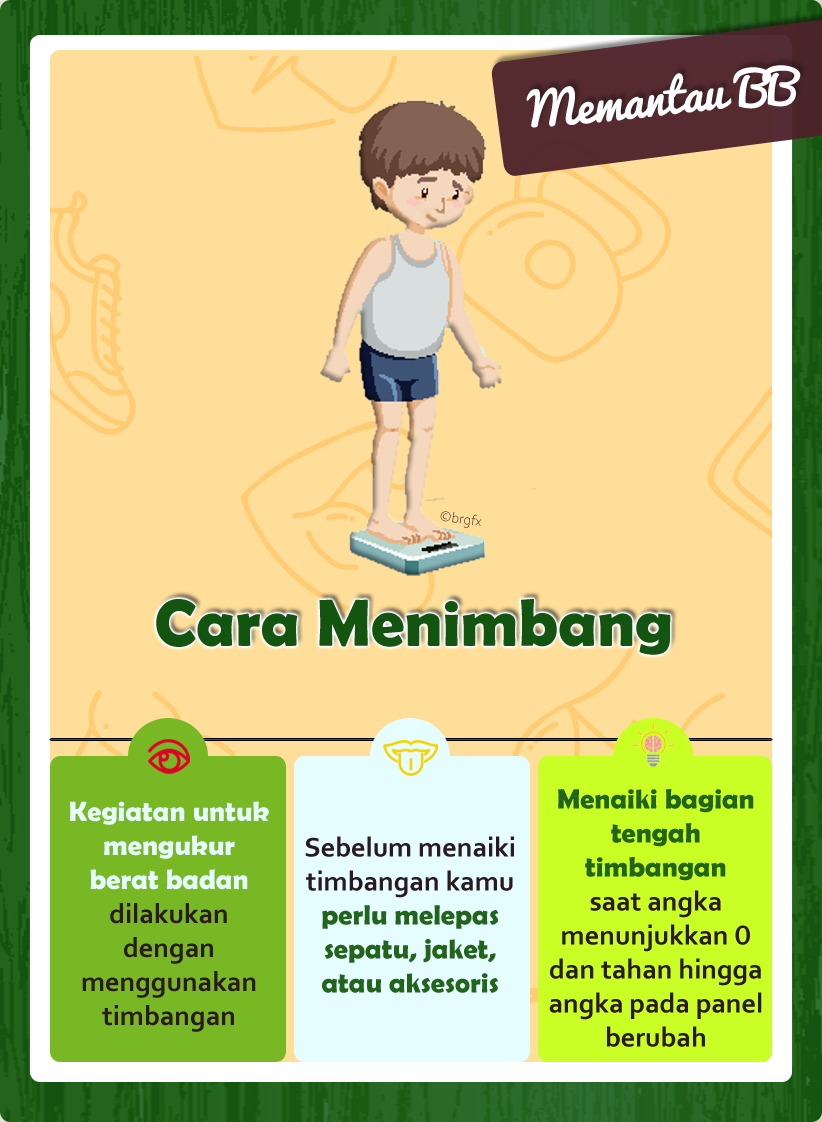 Memantau BB
©brgfx
Cara Menimbang
Kegiatan untuk
mengukur
berat badan
dilakukan
dengan
menggunakan
timbangan
Sebelum menaiki
timbangan kamu
perlu melepas
sepatu, jaket,
atau aksesoris
Menaiki bagian
tengah
timbangan
saat angka
menunjukkan 0
dan tahan hingga
angka pada panel
berubah